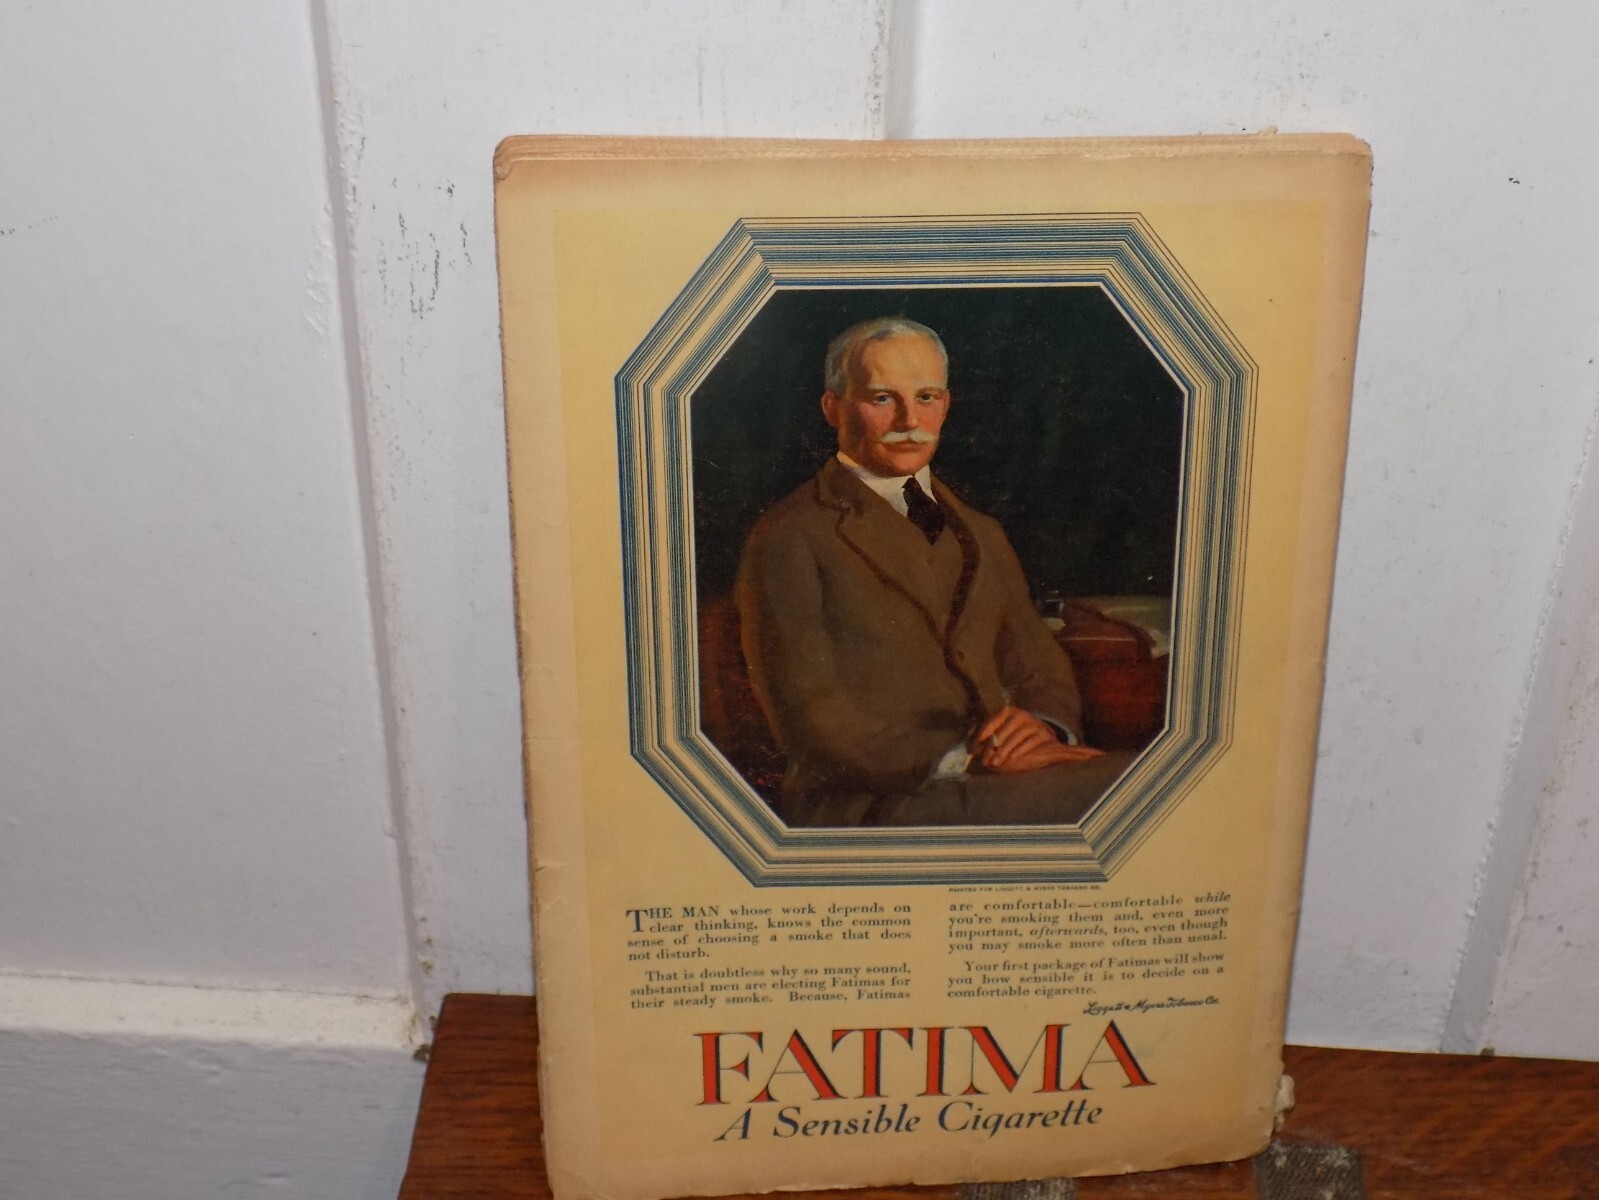 PAINTED FOR LIGGETT & MYERS TOBACCO CO.
THE MAN whose work depends on
clear thinking, knows the common
sense of choosing a smoke that does
not disturb.
That is doubtless why so many sound,
substantial men are electing Fatimas for
their steady smoke. Because, Fatimas
are comfortable—comfortable while
you're smoking them and, even more
important, afterwards, too, even though
you may smoke more often than usual.
Your first package of Fatimas will show
you how sensible it is to decide on a
comfortable cigarette.
Liggett & Myers Tobacco Co.
FATIMA
A Sensible Cigarette